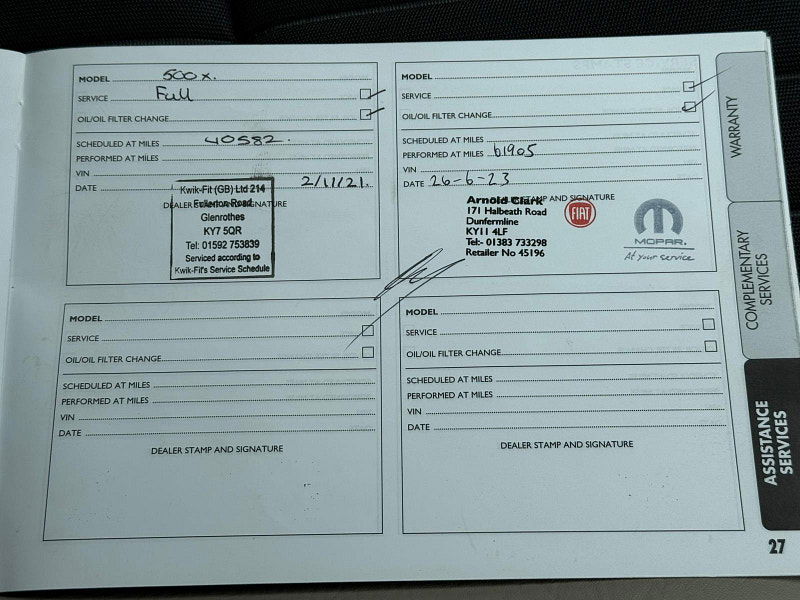 MODEL 500x.
SERVICE Full
OIL/OIL FILTER CHANGE
SCHEDULED AT MILES 40582.
PERFORMED AT MILES
VIN
DATE 2/11/21.
DEALER STAMP AND SIGNATURE
Kwik-Fit (GB) Ltd 214
Fullerton Road
Glenrothes
KY7 5QR
Tel: 01592 753839
Serviced according to
Kwik-Fit's Service Schedule
MODEL
SERVICE
OIL/OIL FILTER CHANGE
SCHEDULED AT MILES
PERFORMED AT MILES 61905
VIN
DATE 26-6-23
DEALER STAMP AND SIGNATURE
Arnold Clark
171 Halbeath Road
Dunfermline
KY11 4LF
Tel:- 01383 733298
Retailer No 45196
FIAT
MOPAR.
At your service
MODEL
SERVICE
OIL/OIL FILTER CHANGE
SCHEDULED AT MILES
PERFORMED AT MILES
VIN
DATE
DEALER STAMP AND SIGNATURE
MODEL
SERVICE
OIL/OIL FILTER CHANGE
SCHEDULED AT MILES
PERFORMED AT MILES
VIN
DATE
DEALER STAMP AND SIGNATURE
WARRANTY
COMPLEMENTARY
SERVICES
ASSISTANCE
SERVICES
27